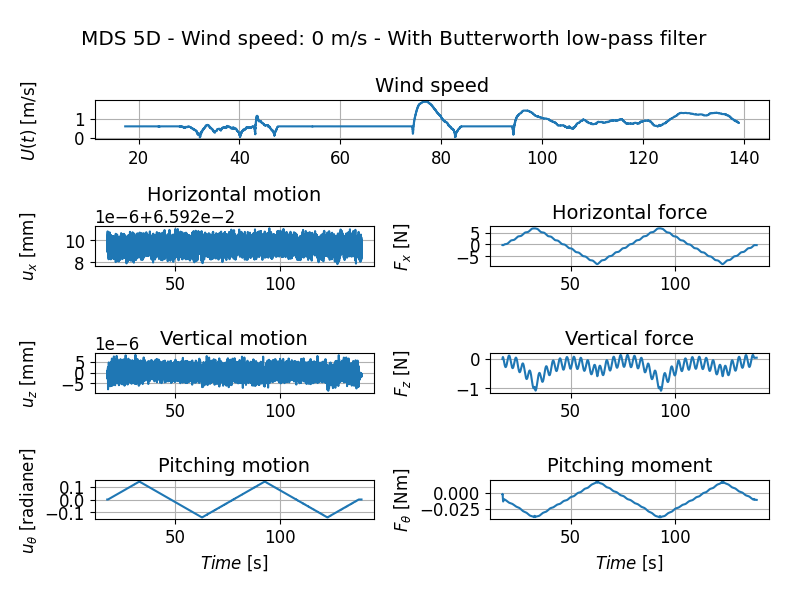 MDS 5D - Wind speed: 0 m/s - With Butterworth low-pass filter
Wind speed
U(t) [m/s]
1
0
20 40 60 80 100 120 140
Horizontal motion
1e−6+6.592e−2
u_x [mm]
10
8
50 100
Horizontal force
F_x [N]
5
0
−5
50 100
Vertical motion
1e−6
u_z [mm]
5
0
−5
50 100
Vertical force
F_z [N]
0
−1
50 100
Pitching motion
u_θ [radianer]
0.1
0.0
−0.1
50 100
Time [s]
Pitching moment
F_θ [Nm]
0.000
−0.025
50 100
Time [s]